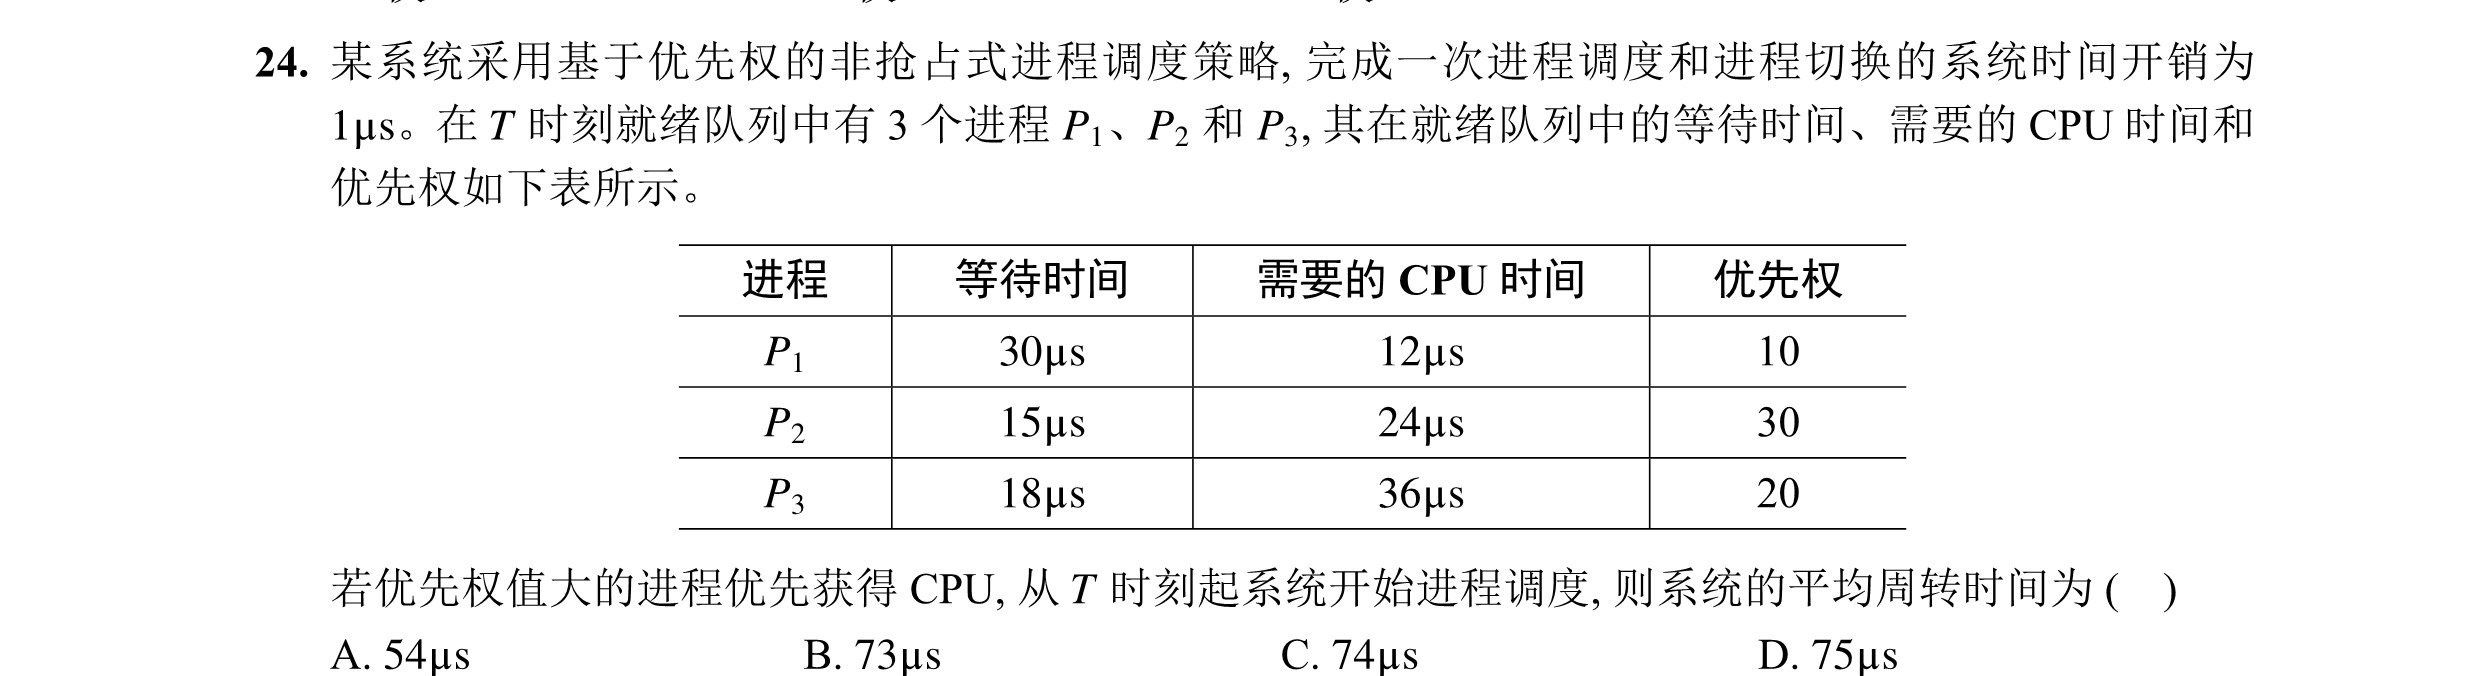 24. 某系统采用基于优先权的非抢占式进程调度策略, 完成一次进程调度和进程切换的系统时间开销为
1μs。在 T 时刻就绪队列中有 3 个进程 P₁、P₂ 和 P₃, 其在就绪队列中的等待时间、需要的 CPU 时间和
优先权如下表所示。
进程 等待时间 需要的 CPU 时间 优先权
P₁ 30μs 12μs 10
P₂ 15μs 24μs 30
P₃ 18μs 36μs 20
若优先权值大的进程优先获得 CPU, 从 T 时刻起系统开始进程调度, 则系统的平均周转时间为 ( )
A. 54μs B. 73μs C. 74μs D. 75μs